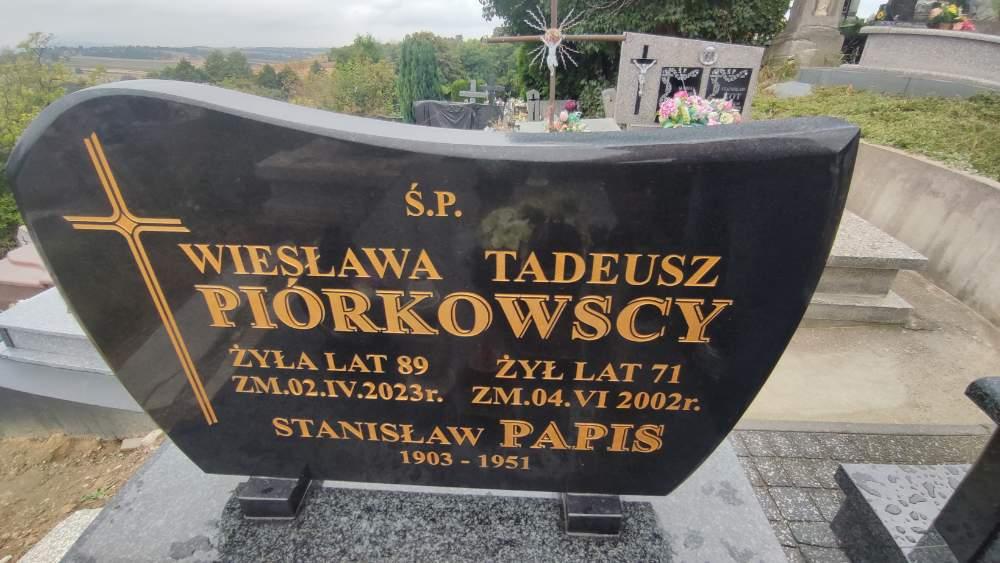 Ś.P.
WIESŁAWA TADEUSZ
PIÓRKOWSCY
ŻYŁA LAT 89 ŻYŁ LAT 71
ZM.02.IV.2023r. ZM.04.VI 2002r.
STANISŁAW PAPIS
1903 - 1951